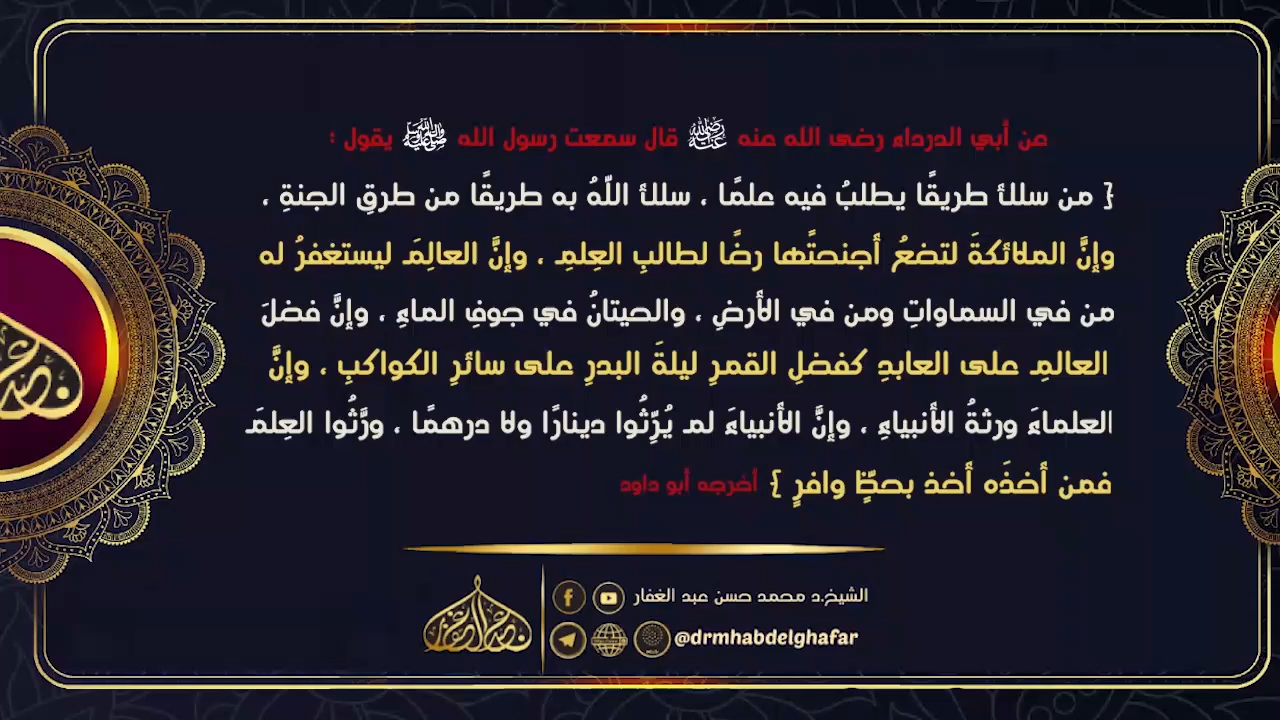 عن أبي الدرداء رضى الله عنه رضي الله عنه قال سمعت رسول الله ﷺ يقول :
{ من سلك طريقًا يطلبُ فيه علمًا ، سلك اللّهُ به طريقًا من طرقِ الجنةِ ،
وإنَّ الملائكةَ لتضعُ أجنحتَها رضًا لطالبِ العِلمِ ، وإنَّ العالِمَ ليستغفرُ له
من في السماواتِ ومن في الأرضِ ، والحيتانُ في جوفِ الماءِ ، وإنَّ فضلَ
العالمِ على العابدِ كفضلِ القمرِ ليلةَ البدرِ على سائرِ الكواكبِ ، وإنَّ
العلماءَ ورثةُ الأنبياءِ ، وإنَّ الأنبياءَ لم يُرِّثُوا دينارًا ولا درهمًا ، ورَّثُوا العِلمَ
فمن أخذَه أخذ بحظٍّ وافرٍ } أخرجه أبو داود
الشيخ.د محمد حسن عبد الغفار
@drmhabdelghafar